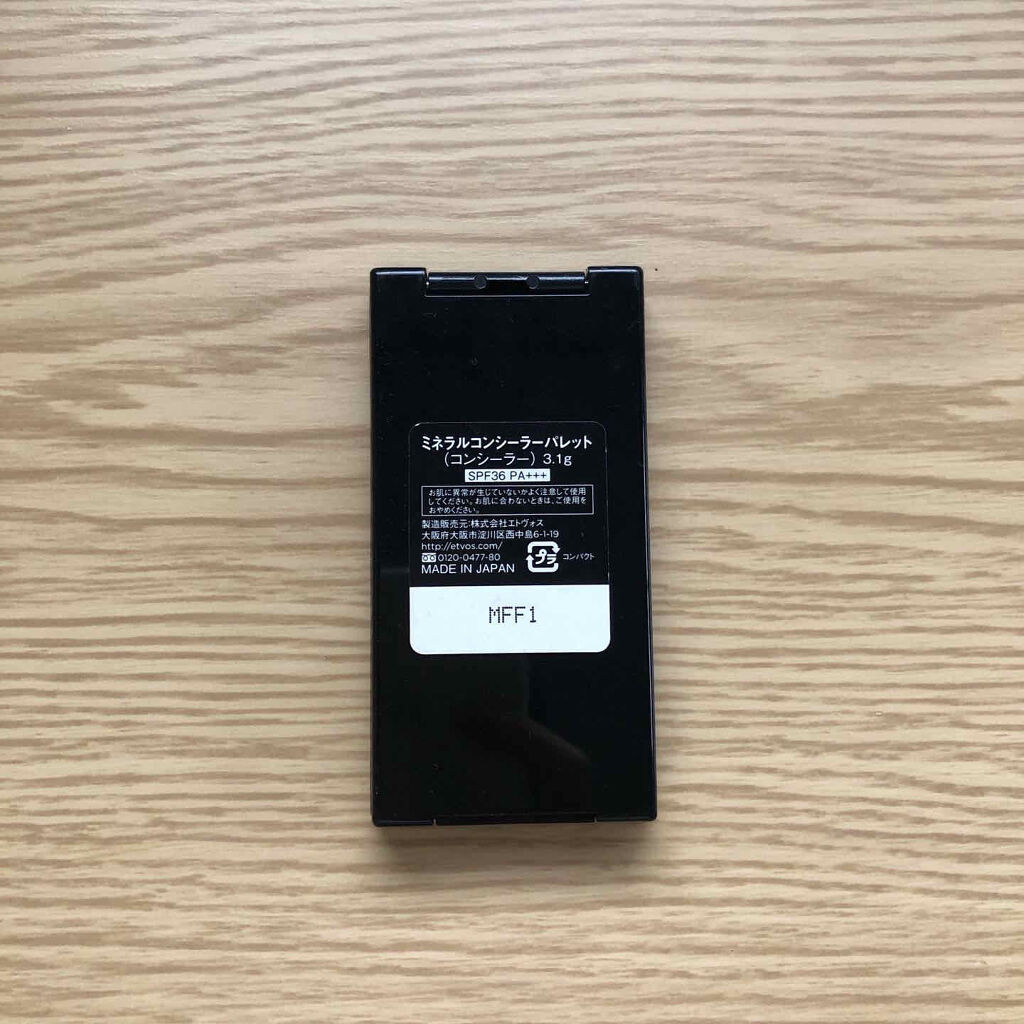 ミネラルコンシーラーパレット
(コンシーラー) 3.1g
SPF36 PA+++
お肌に異常が生じていないかよく注意して使用
してください。お肌に合わないときは、ご使用を
おやめください。
製造販売元:株式会社エトヴォス
大阪府大阪市淀川区西中島6-1-19
http://etvos.com/
0120-0477-80
プラ コンパクト
MADE IN JAPAN
MFF1